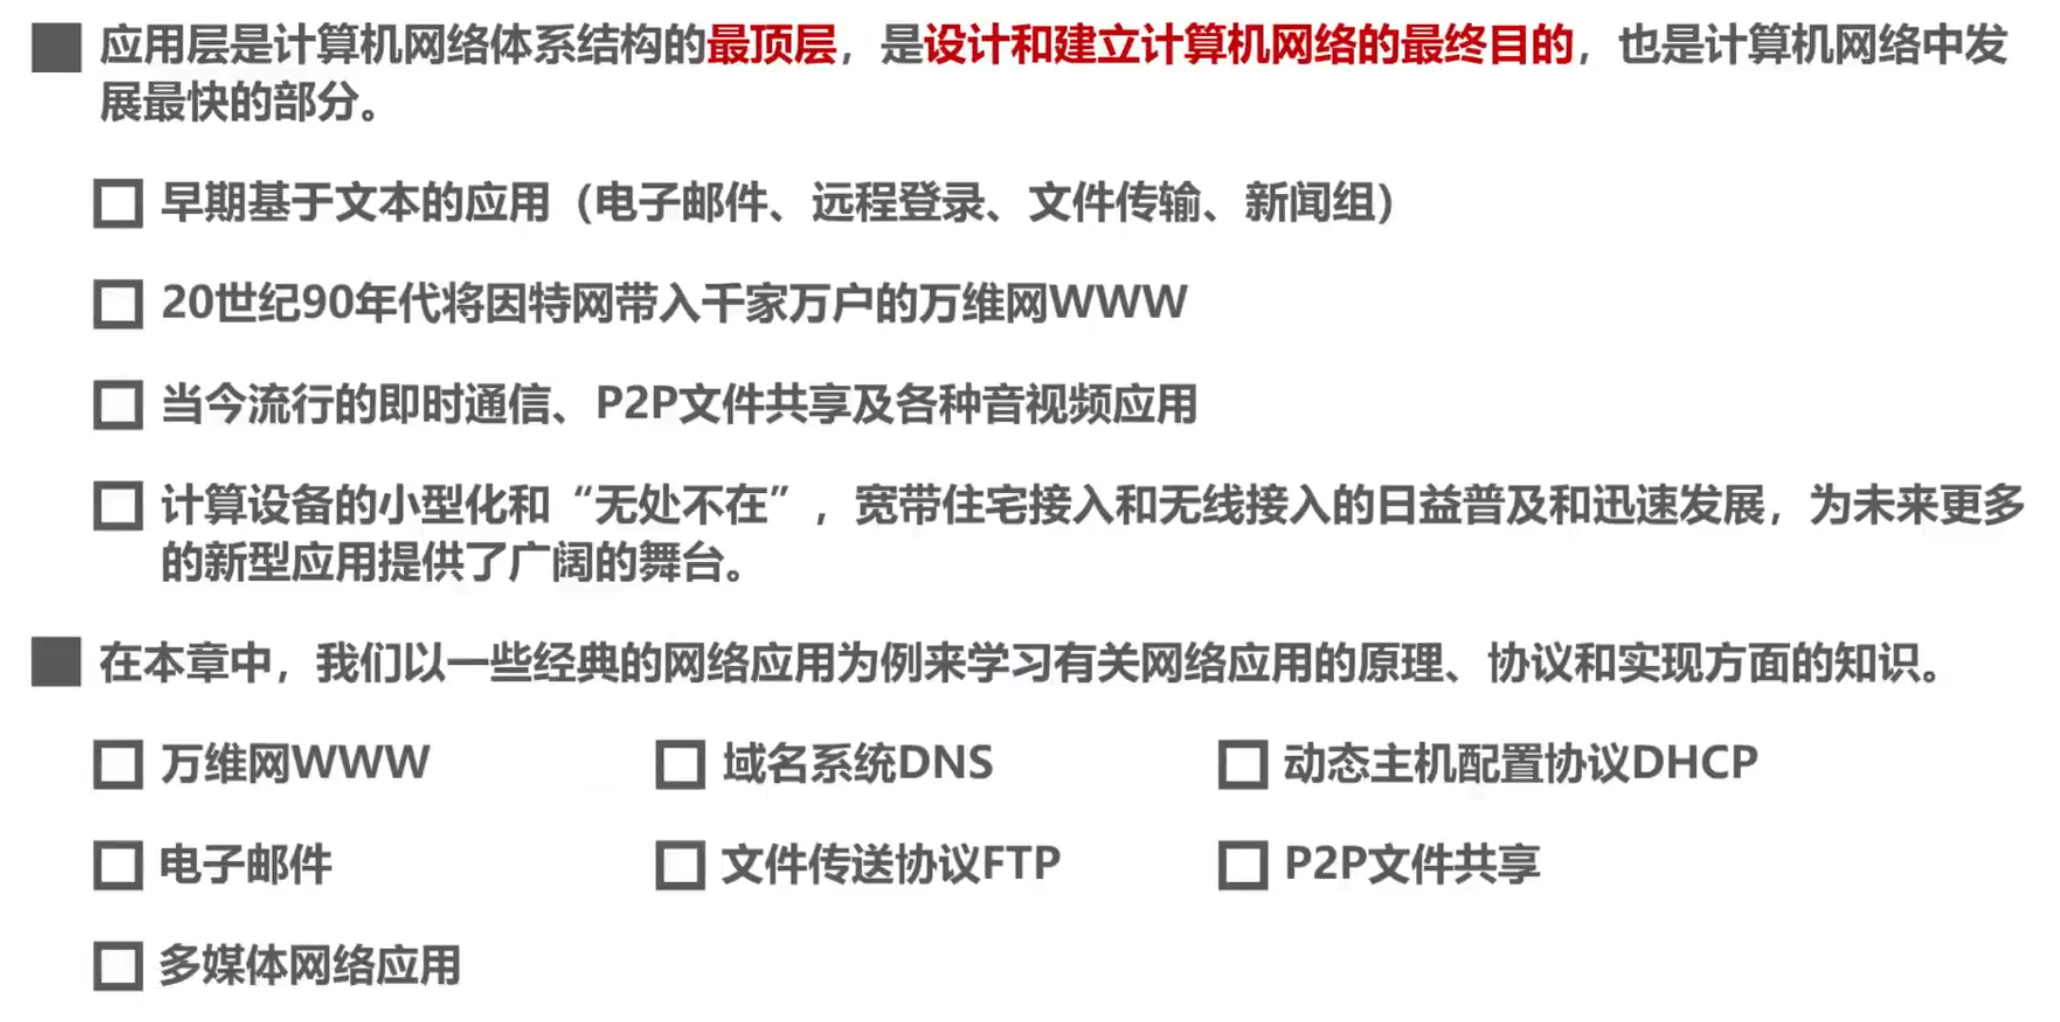 应用层是计算机网络体系结构的最顶层，是设计和建立计算机网络的最终目的，也是计算机网络中发
展最快的部分。
早期基于文本的应用（电子邮件、远程登录、文件传输、新闻组）
20世纪90年代将因特网带入千家万户的万维网WWW
当今流行的即时通信、P2P文件共享及各种音视频应用
计算设备的小型化和“无处不在”，宽带住宅接入和无线接入的日益普及和迅速发展，为未来更多
的新型应用提供了广阔的舞台。
在本章中，我们以一些经典的网络应用为例来学习有关网络应用的原理、协议和实现方面的知识。
万维网WWW 域名系统DNS 动态主机配置协议DHCP
电子邮件 文件传送协议FTP P2P文件共享
多媒体网络应用